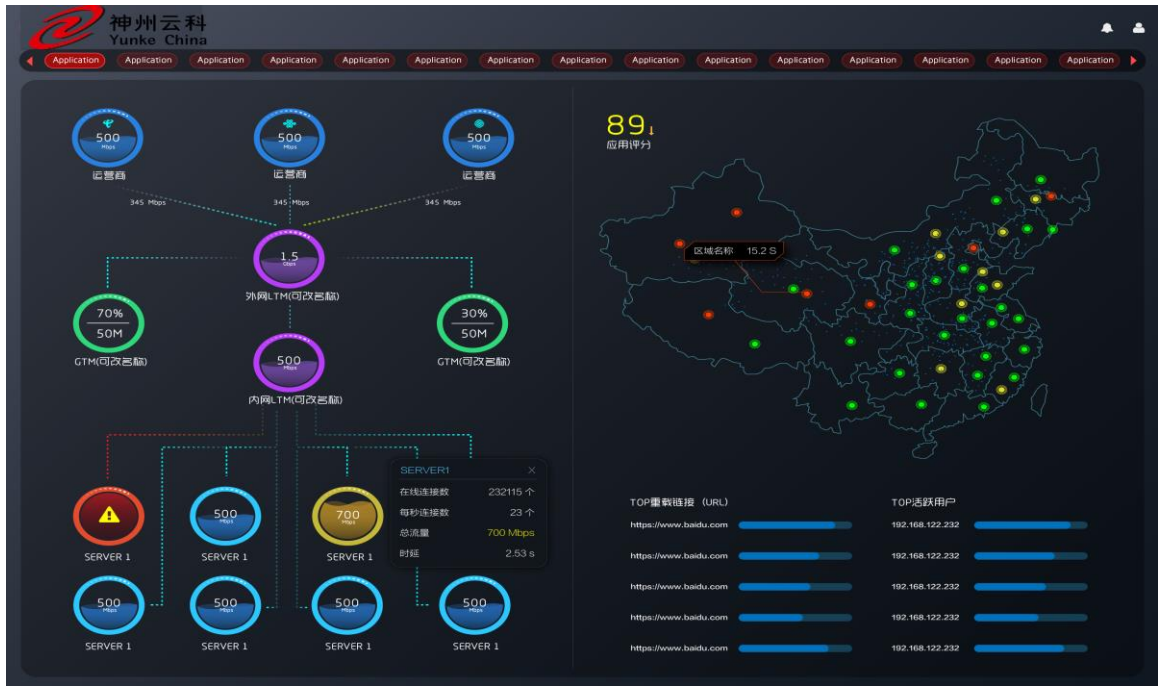 神州云科
Yunke China
Application Application Application Application Application Application Application Application Application Application Application Application Application Application Application
500 Mbps
500 Mbps
500 Mbps
运营商
运营商
运营商
345 Mbps
345 Mbps
345 Mbps
1.5 Gbps
外网LTM(可改名称)
70%
50M
GTM(可改名称)
30%
50M
GTM(可改名称)
500 Mbps
内网LTM(可改名称)
500 Mbps
700 Mbps
SERVER 1
SERVER 1
SERVER 1
SERVER1 ×
在线连接数 232115 个
每秒连接数 23 个
总流量 700 Mbps
时延 2.53 s
500 Mbps
500 Mbps
500 Mbps
500 Mbps
SERVER 1
SERVER 1
SERVER 1
SERVER 1
89↓
应用评分
区域名称 15.2 S
TOP重载链接 (URL)
https://www.baidu.com
https://www.baidu.com
https://www.baidu.com
https://www.baidu.com
https://www.baidu.com
TOP活跃用户
192.168.122.232
192.168.122.232
192.168.122.232
192.168.122.232
192.168.122.232